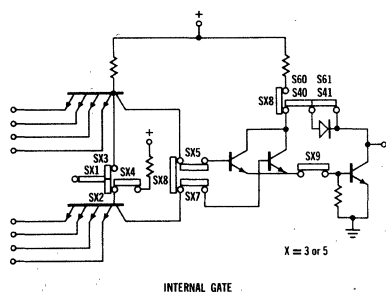 +
S60 S61
SX8 S40 S41
+
SX3
SX1 SX4 SX5 SX9
SX8
SX2 SX7
X = 3 or 5
INTERNAL GATE